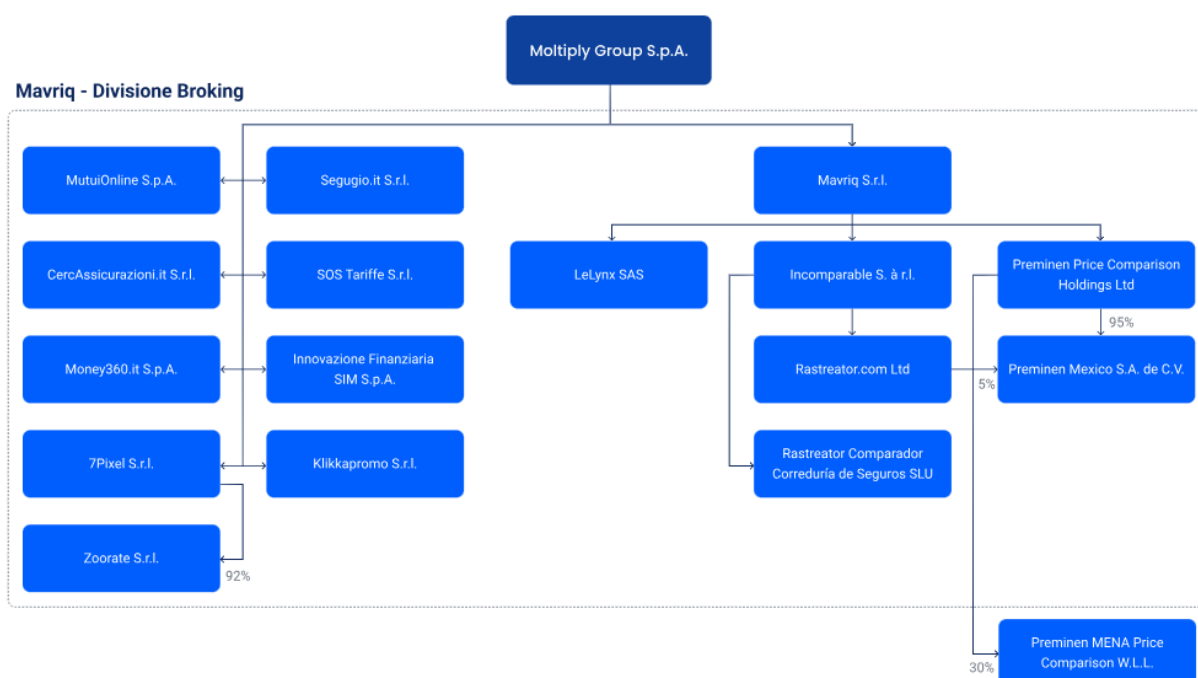 Moltiply Group S.p.A.
Mavriq - Divisione Broking
MutuiOnline S.p.A.
Segugio.it S.r.l.
Mavriq S.r.l.
CercAssicurazioni.it S.r.l.
SOS Tariffe S.r.l.
LeLynx SAS
Incomparable S. à r.l.
Preminen Price Comparison
Holdings Ltd
95%
Money360.it S.p.A.
Innovazione Finanziaria
SIM S.p.A.
Rastreator.com Ltd
5%
Preminen Mexico S.A. de C.V.
7Pixel S.r.l.
Klikkapromo S.r.l.
Rastreator Comparador
Correduría de Seguros SLU
Zoorate S.r.l.
92%
Preminen MENA Price
Comparison W.L.L.
30%